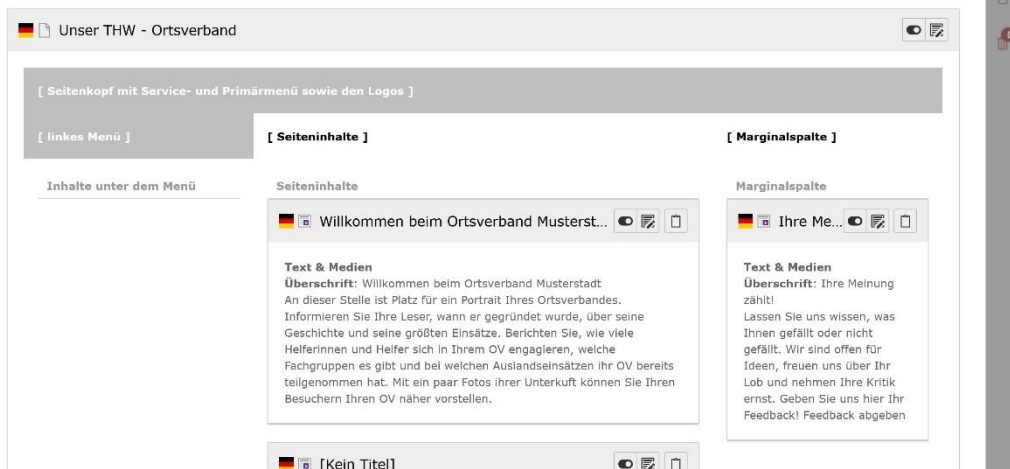 Unser THW - Ortsverband
[ Seitenkopf mit Service- und Primärmenü sowie den Logos ]
[ linkes Menü ]
[ Seiteninhalte ]
[ Marginalspalte ]
Inhalte unter dem Menü
Seiteninhalte
Marginalspalte
Willkommen beim Ortsverband Musterst...
Text & Medien
Überschrift: Willkommen beim Ortsverband Musterstadt
An dieser Stelle ist Platz für ein Portrait Ihres Ortsverbandes.
Informieren Sie Ihre Leser, wann er gegründet wurde, über seine
Geschichte und seine größten Einsätze. Berichten Sie, wie viele
Helferinnen und Helfer sich in Ihrem OV engagieren, welche
Fachgruppen es gibt und bei welchen Auslandseinsätzen ihr OV bereits
teilgenommen hat. Mit ein paar Fotos ihrer Unterkuft können Sie Ihren
Besuchern Ihren OV näher vorstellen.
Ihre Me...
Text & Medien
Überschrift: Ihre Meinung
zählt!
Lassen Sie uns wissen, was
Ihnen gefällt oder nicht
gefällt. Wir sind offen für
Ideen, freuen uns über Ihr
Lob und nehmen Ihre Kritik
ernst. Geben Sie uns hier Ihr
Feedback! Feedback abgeben
[Kein Titel]